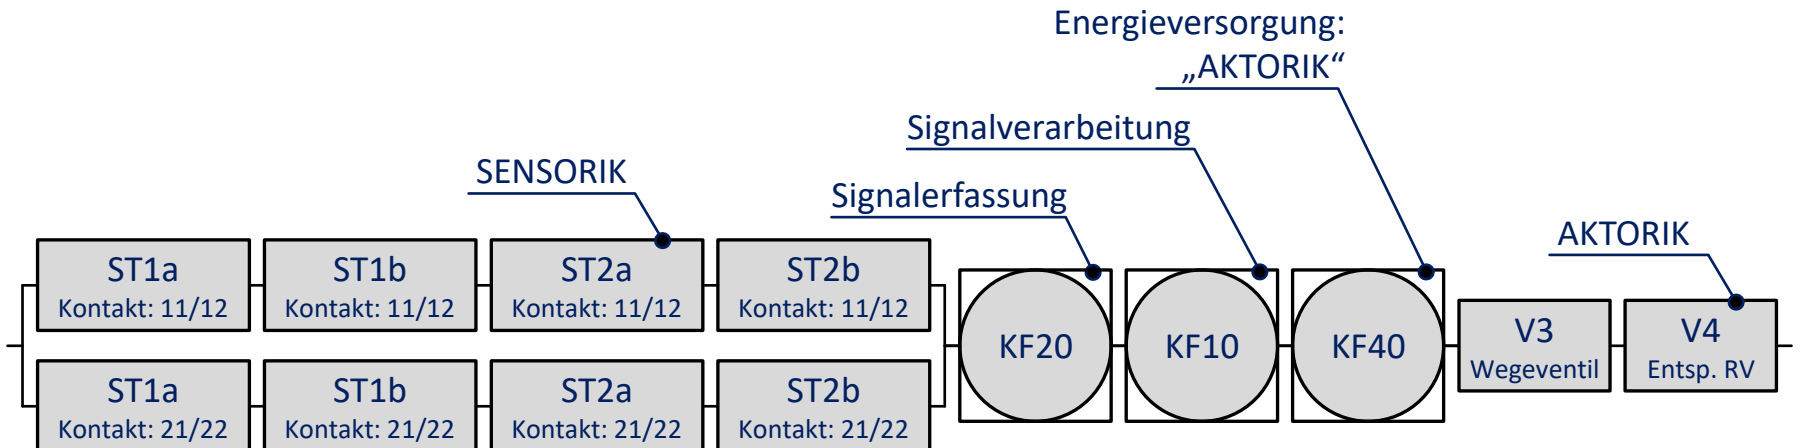 Energieversorgung:
„AKTORIK“
Signalverarbeitung
SENSORIK
Signalerfassung
AKTORIK
ST1a
Kontakt: 11/12
ST1b
Kontakt: 11/12
ST2a
Kontakt: 11/12
ST2b
Kontakt: 11/12
KF20
KF10
KF40
V3
Wegeventil
V4
Entsp. RV
ST1a
Kontakt: 21/22
ST1b
Kontakt: 21/22
ST2a
Kontakt: 21/22
ST2b
Kontakt: 21/22